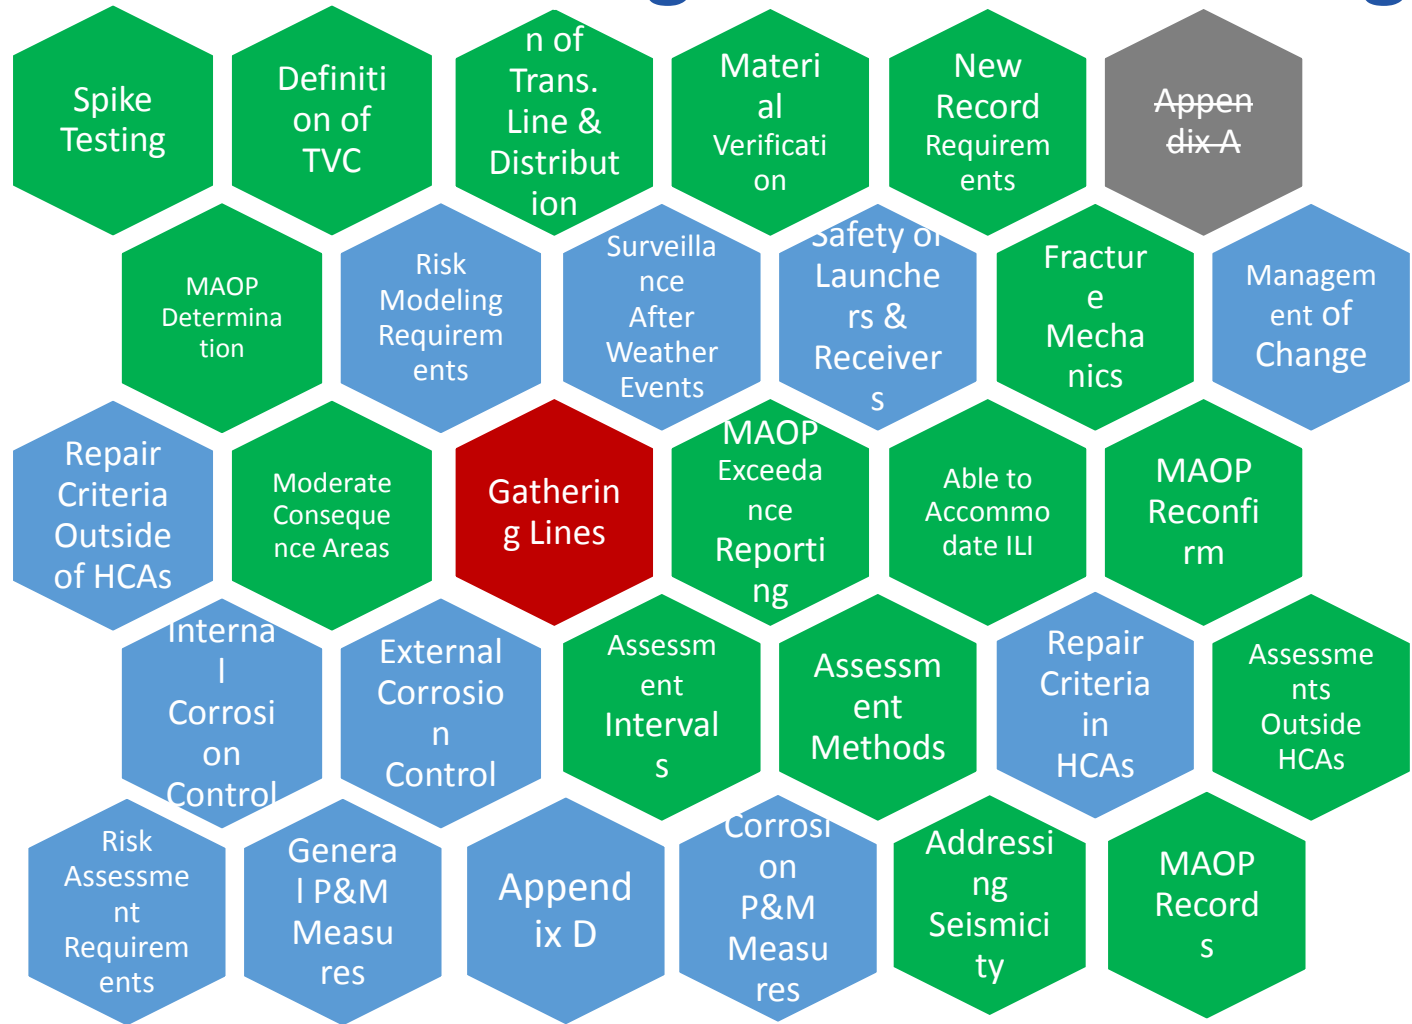 Spike
Testing
Definiti
on of
TVC
n of
Trans.
Line &
Distribut
ion
Materi
al
Verificati
on
New
Record
Requirem
ents
Appen
dix A
MAOP
Determina
tion
Risk
Modeling
Requirem
ents
Surveilla
nce
After
Weather
Events
Safety of
Launche
rs &
Receiver
s
Fractur
e
Mecha
nics
Managem
ent of
Change
Repair
Criteria
Outside
of HCAs
Moderate
Conseque
nce Areas
Gatherin
g Lines
MAOP
Exceeda
nce
Reporti
ng
Able to
Accommo
date ILI
MAOP
Reconfi
rm
Interna
l
Corrosi
on
Control
External
Corrosio
n
Control
Assessm
ent
Interval
s
Assessm
ent
Methods
Repair
Criteria
in
HCAs
Assessme
nts
Outside
HCAs
Risk
Assessme
nt
Requirem
ents
Genera
l P&M
Measu
res
Append
ix D
Corrosi
on
P&M
Measu
res
Addressi
ng
Seismici
ty
MAOP
Record
s